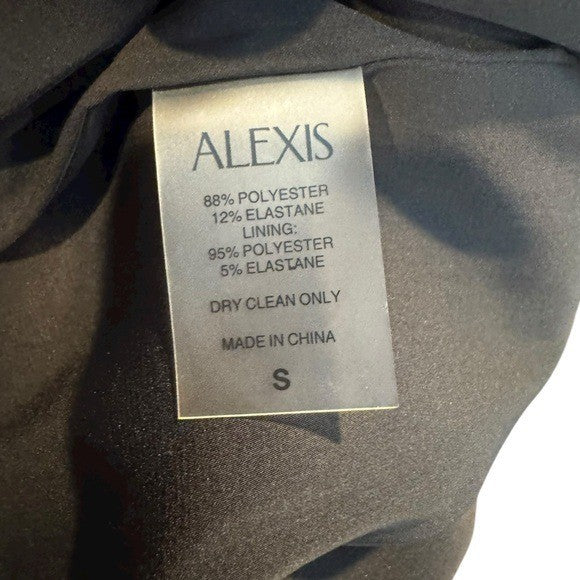 ALEXIS
88% POLYESTER
12% ELASTANE
LINING:
95% POLYESTER
5% ELASTANE
DRY CLEAN ONLY
MADE IN CHINA
S